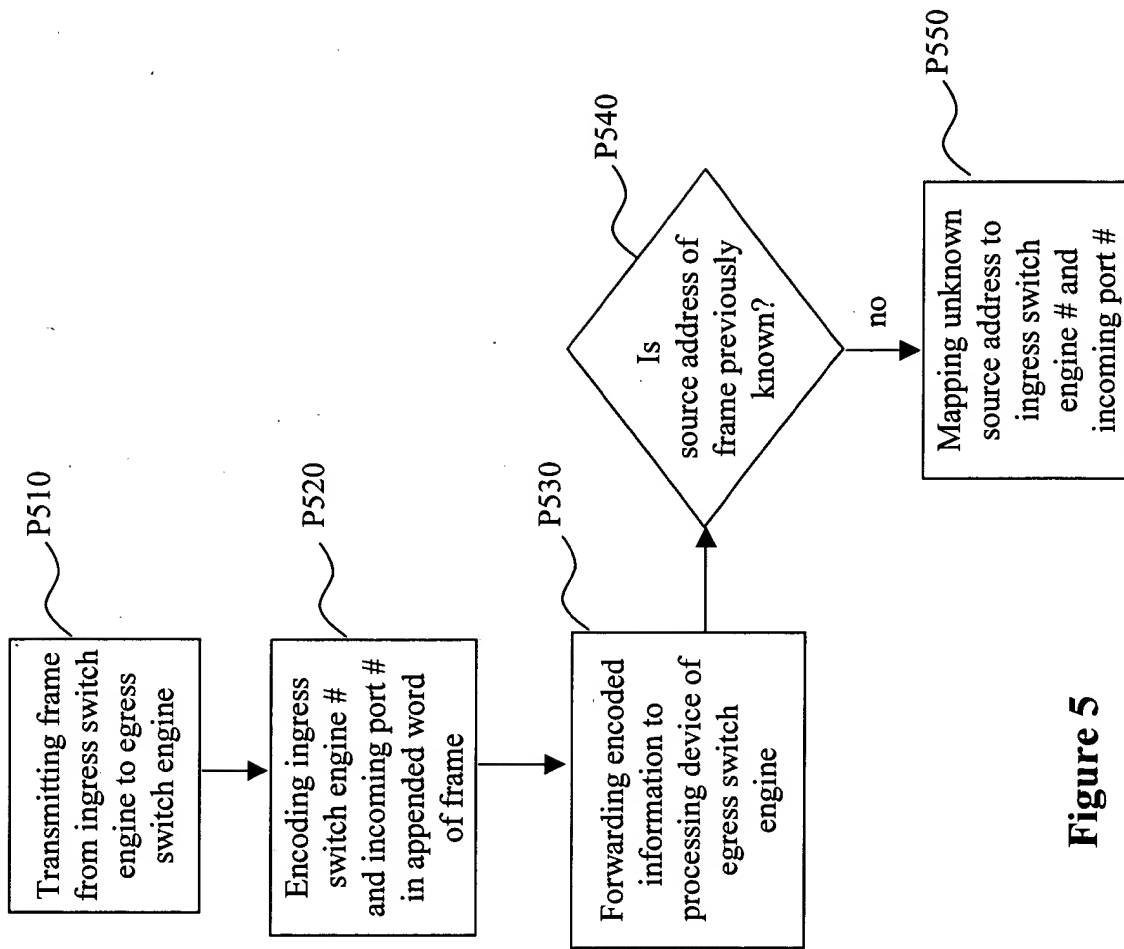 P510
Transmitting frame
from ingress switch
engine to egress
switch engine
P520
Encoding ingress
switch engine #
and incoming port #
in appended word
of frame
P530
Forwarding encoded
information to
processing device of
egress switch
engine
P540
Is
source address of
frame previously
known?
no
P550
Mapping unknown
source address to
ingress switch
engine # and
incoming port #
Figure 5